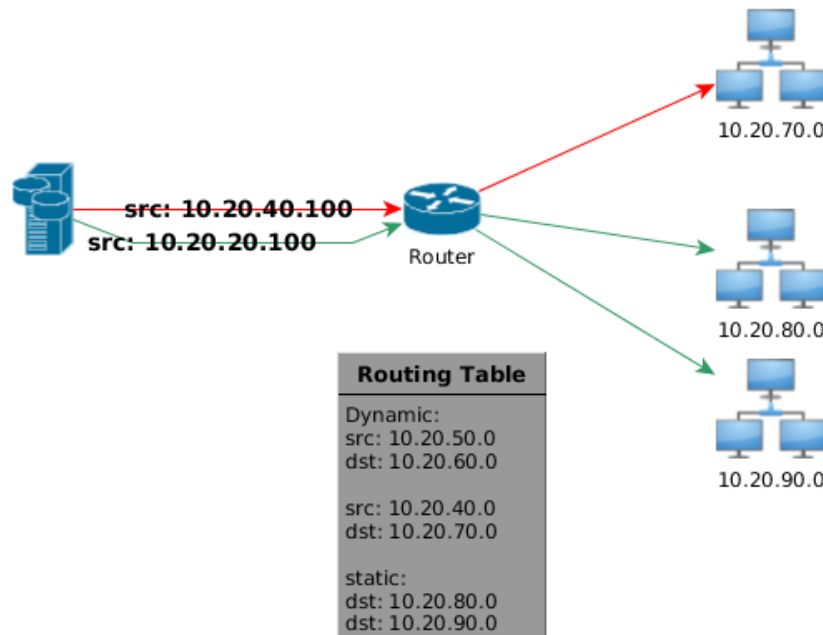 10.20.70.0
src: 10.20.40.100
src: 10.20.20.100
Router
10.20.80.0
10.20.90.0
Routing Table
Dynamic:
src: 10.20.50.0
dst: 10.20.60.0
src: 10.20.40.0
dst: 10.20.70.0
static:
dst: 10.20.80.0
dst: 10.20.90.0